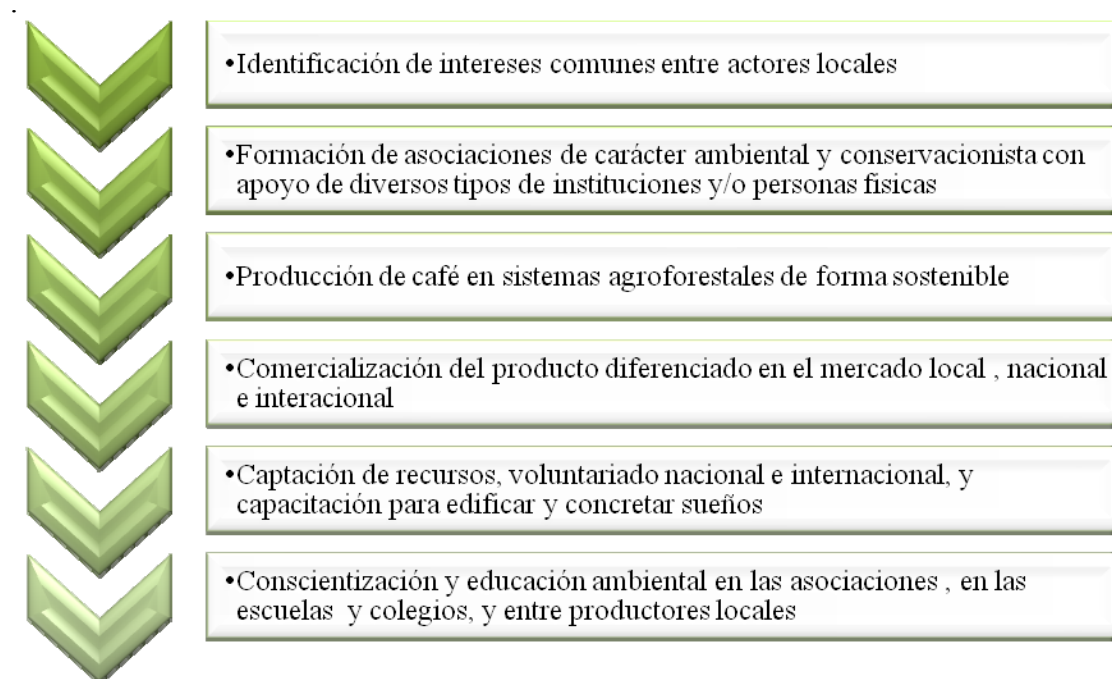 .
•Identificación de intereses comunes entre actores locales
•Formación de asociaciones de carácter ambiental y conservacionista con
apoyo de diversos tipos de instituciones y/o personas físicas
•Producción de café en sistemas agroforestales de forma sostenible
•Comercialización del producto diferenciado en el mercado local , nacional
e interacional
•Captación de recursos, voluntariado nacional e internacional, y
capacitación para edificar y concretar sueños
•Conscientización y educación ambiental en las asociaciones , en las
escuelas y colegios, y entre productores locales